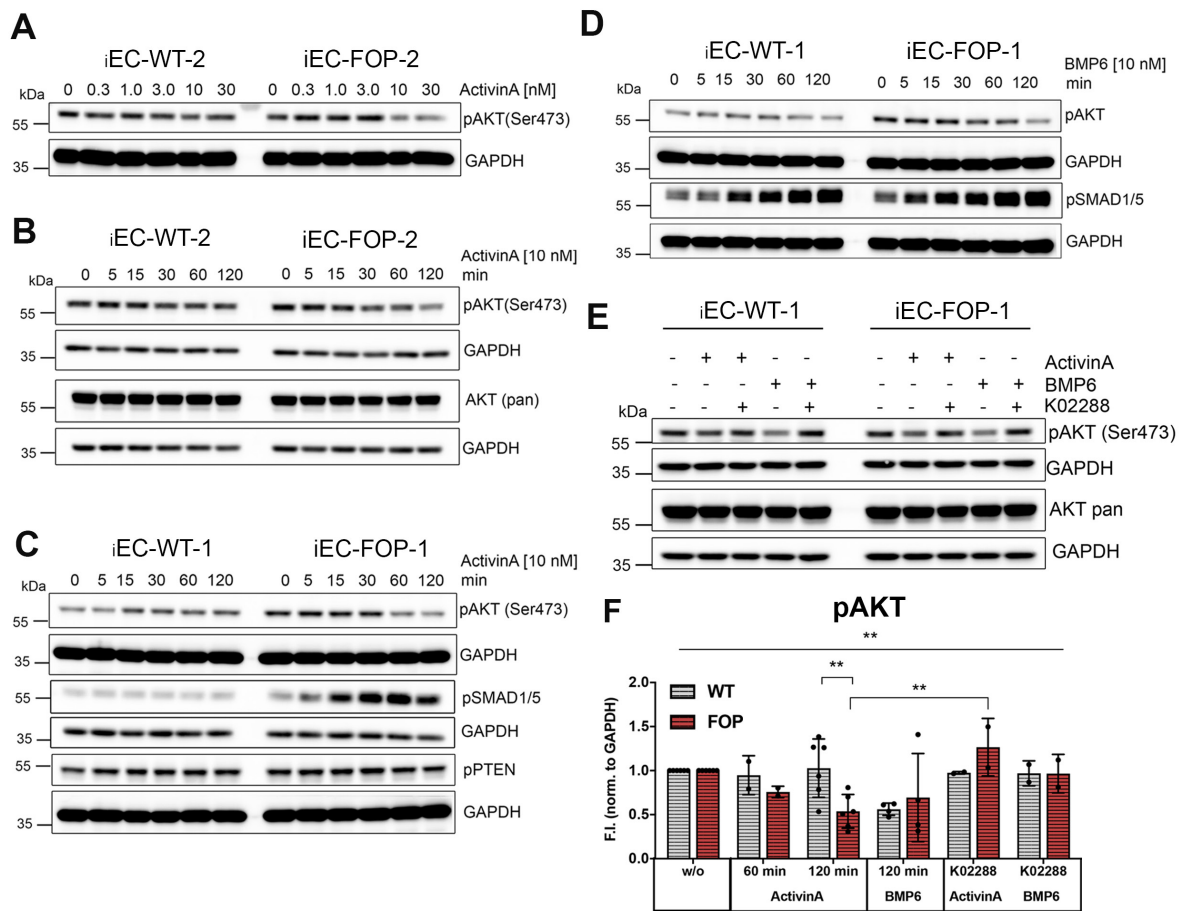 A
iEC-WT-2 iEC-FOP-2
kDa 0 0.3 1.0 3.0 10 30 0 0.3 1.0 3.0 10 30 ActivinA [nM]
55 pAKT(Ser473)
35 GAPDH
B
iEC-WT-2 iEC-FOP-2
ActivinA [10 nM]
0 5 15 30 60 120 0 5 15 30 60 120 min
kDa
55 pAKT(Ser473)
35 GAPDH
55 AKT (pan)
35 GAPDH
C
iEC-WT-1 iEC-FOP-1
ActivinA [10 nM]
0 5 15 30 60 120 0 5 15 30 60 120 min
kDa
55 pAKT (Ser473)
35 GAPDH
55 pSMAD1/5
35 GAPDH
55 pPTEN
35 GAPDH
D
iEC-WT-1 iEC-FOP-1
BMP6 [10 nM]
0 5 15 30 60 120 0 5 15 30 60 120 min
kDa
55 pAKT
35 GAPDH
55 pSMAD1/5
35 GAPDH
E
iEC-WT-1 iEC-FOP-1
- + + - - - + + - - ActivinA
- - - + + - - - + + BMP6
- - + - + - - + - + K02288
kDa
55 pAKT (Ser473)
35 GAPDH
55 AKT pan
35 GAPDH
F
pAKT
**
**
**
WT
FOP
F.I. (norm. to GAPDH)
2.0
1.5
1.0
0.5
0.0
w/o 60 min 120 min 120 min K02288 K02288
ActivinA BMP6 ActivinA BMP6